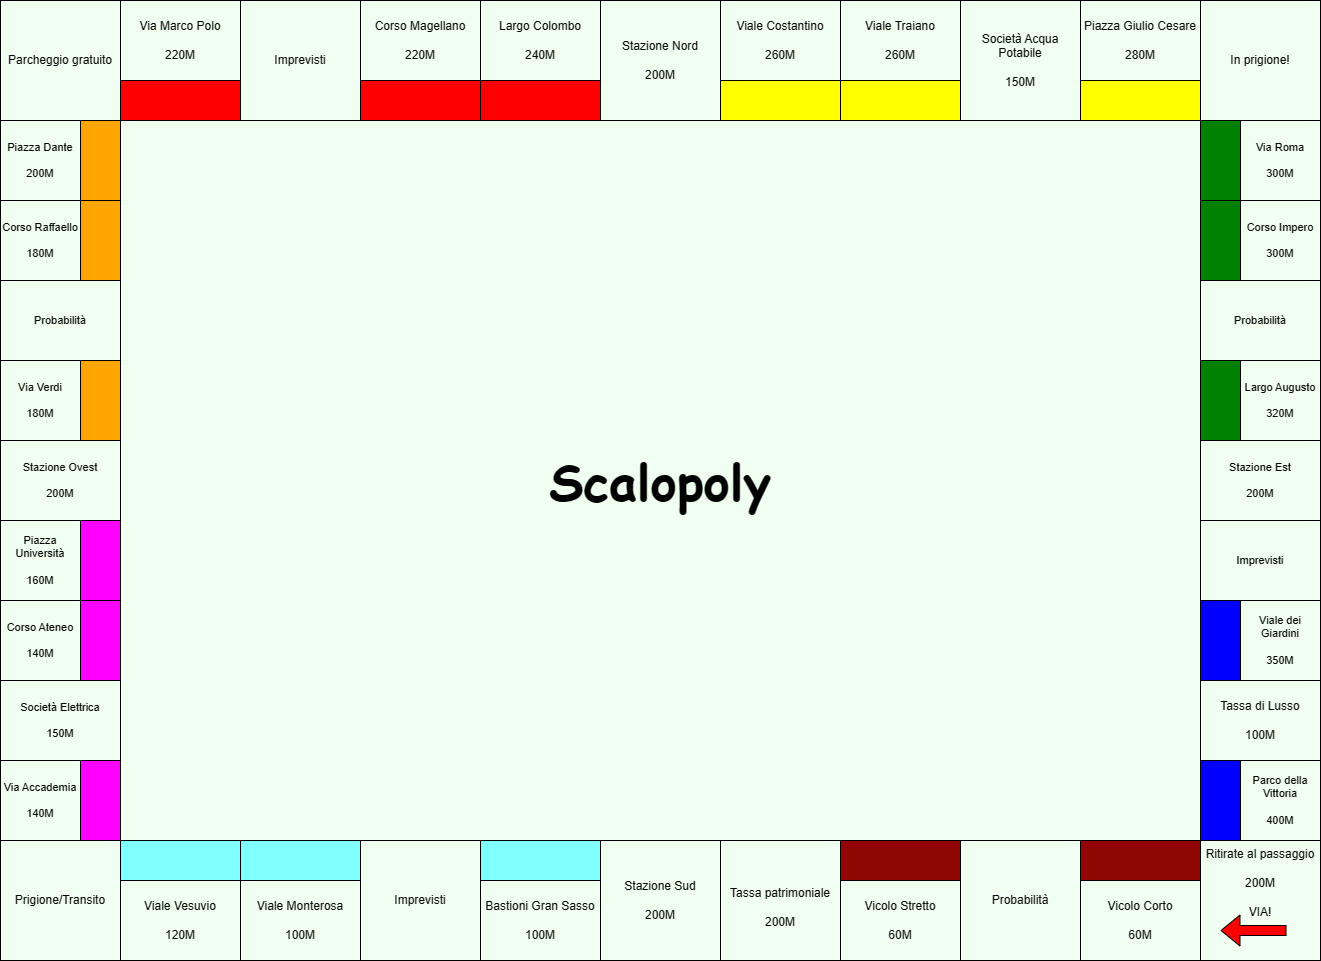 Parcheggio gratuito
Via Marco Polo
220M
Imprevisti
Corso Magellano
220M
Largo Colombo
240M
Stazione Nord
200M
Viale Costantino
260M
Viale Traiano
260M
Società Acqua
Potabile
150M
Piazza Giulio Cesare
280M
In prigione!
Piazza Dante
200M
Via Roma
300M
Corso Raffaello
180M
Corso Impero
300M
Probabilità
Probabilità
Via Verdi
180M
Largo Augusto
320M
Scalopoly
Stazione Ovest
200M
Stazione Est
200M
Piazza
Università
160M
Imprevisti
Corso Ateneo
140M
Viale dei
Giardini
350M
Società Elettrica
150M
Tassa di Lusso
100M
Via Accademia
140M
Parco della
Vittoria
400M
Prigione/Transito
Viale Vesuvio
120M
Viale Monterosa
100M
Imprevisti
Bastioni Gran Sasso
100M
Stazione Sud
200M
Tassa patrimoniale
200M
Vicolo Stretto
60M
Probabilità
Vicolo Corto
60M
Ritirate al passaggio
200M
VIA!